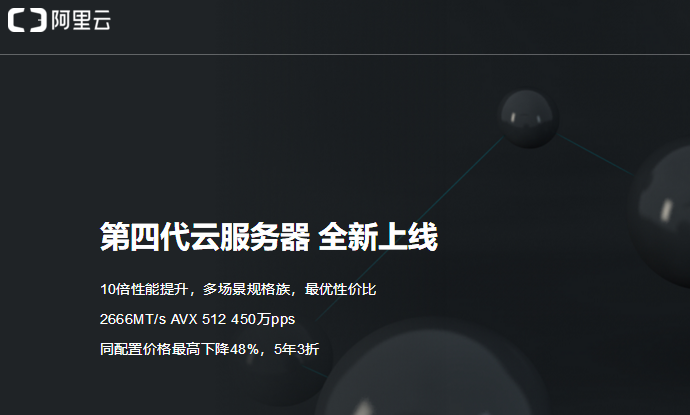 阿里云
第四代云服务器 全新上线
10倍性能提升，多场景规格族，最优性价比
2666MT/s AVX 512 450万pps
同配置价格最高下降48%，5年3折